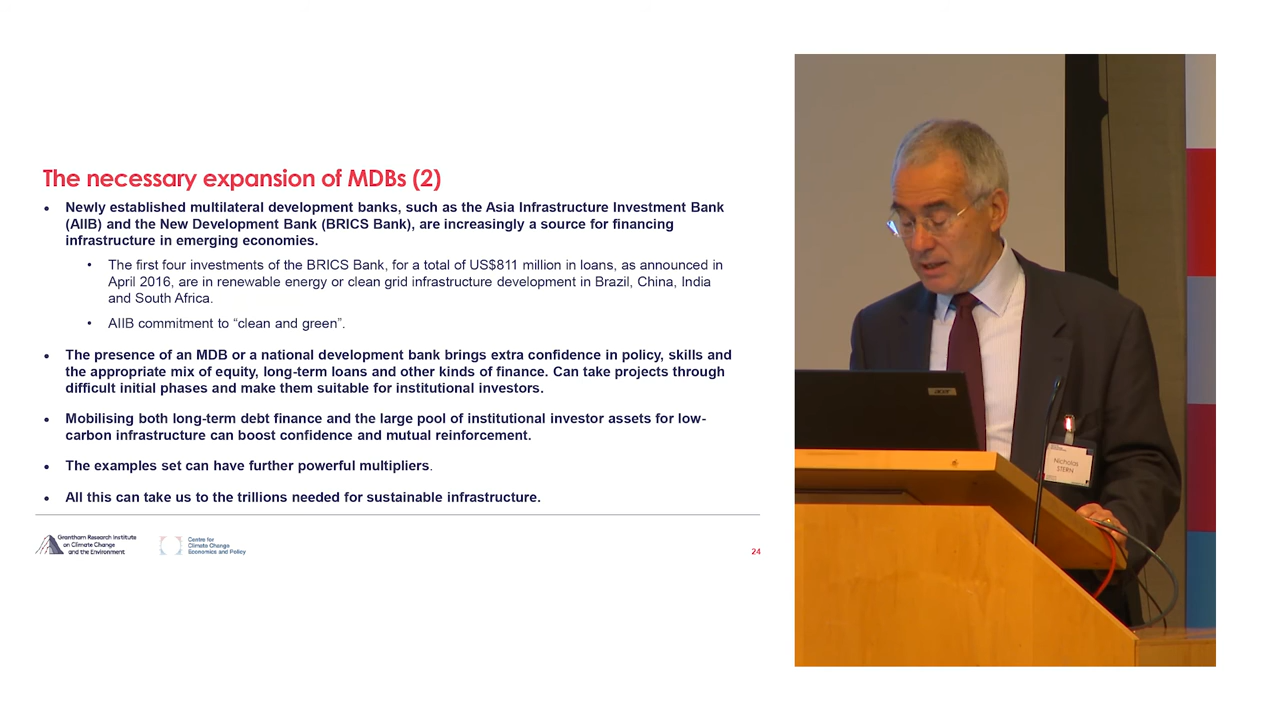 The necessary expansion of MDBs (2)
• Newly established multilateral development banks, such as the Asia Infrastructure Investment Bank
(AIIB) and the New Development Bank (BRICS Bank), are increasingly a source for financing
infrastructure in emerging economies.
• The first four investments of the BRICS Bank, for a total of US$811 million in loans, as announced in
April 2016, are in renewable energy or clean grid infrastructure development in Brazil, China, India
and South Africa.
• AIIB commitment to “clean and green”.
• The presence of an MDB or a national development bank brings extra confidence in policy, skills and
the appropriate mix of equity, long-term loans and other kinds of finance. Can take projects through
difficult initial phases and make them suitable for institutional investors.
• Mobilising both long-term debt finance and the large pool of institutional investor assets for low-
carbon infrastructure can boost confidence and mutual reinforcement.
• The examples set can have further powerful multipliers.
• All this can take us to the trillions needed for sustainable infrastructure.
Grantham Research Institute
on Climate Change
and the Environment
Centre for
Climate Change
Economics and Policy
24
acer
Nicholas
STERN